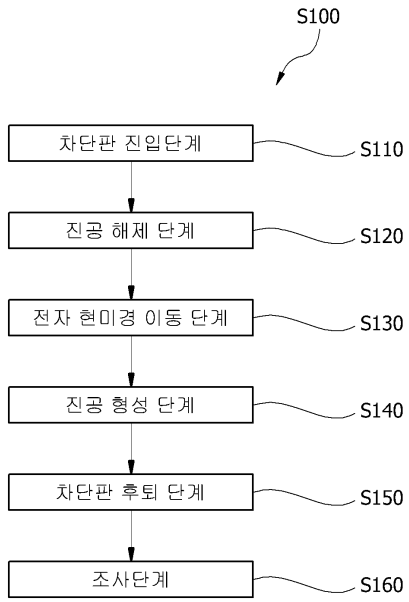 S100
차단판 진입단계
S110
진공 해제 단계
S120
전자 현미경 이동 단계
S130
진공 형성 단계
S140
차단판 후퇴 단계
S150
조사단계
S160